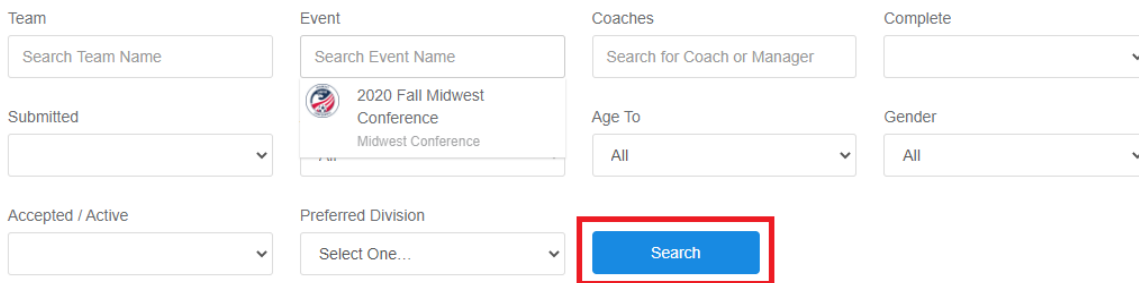 Team Event Coaches Complete
Search Team Name Search Event Name Search for Coach or Manager
2020 Fall Midwest
Conference
Midwest Conference
Submitted Age To Gender
All All
Accepted / Active Preferred Division
Select One... Search